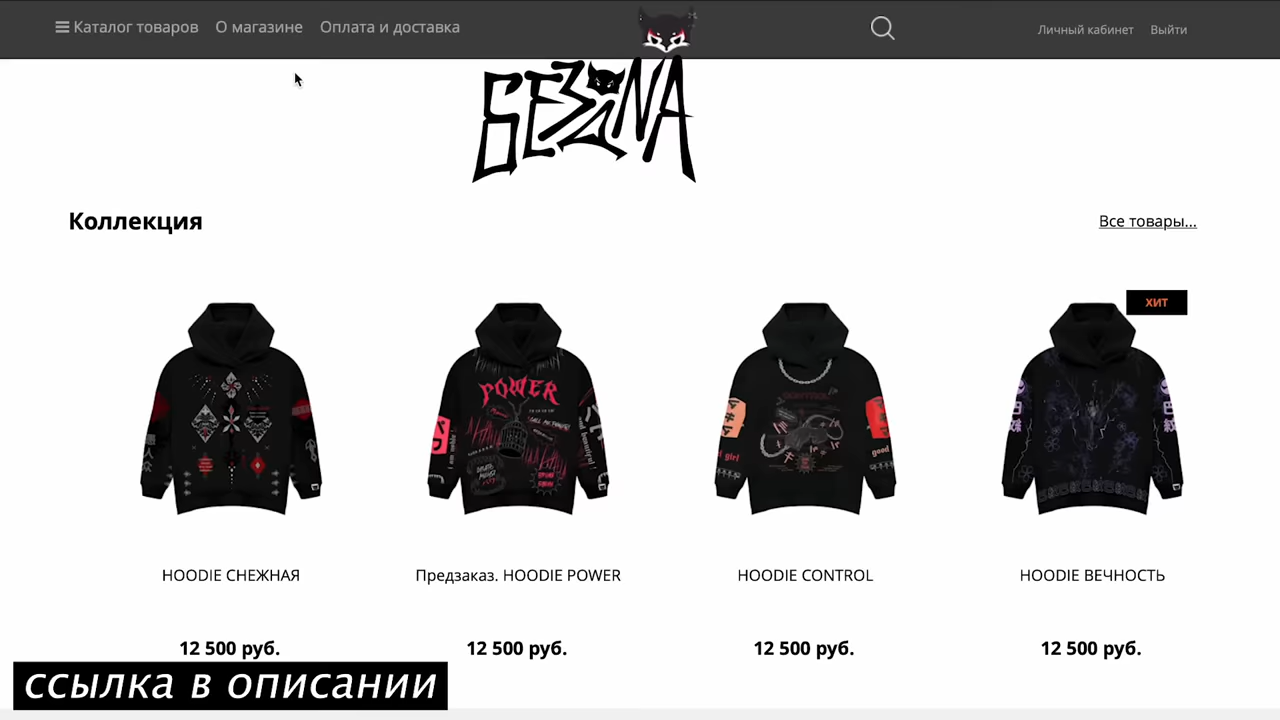 Каталог товаров О магазине Оплата и доставка Личный кабинет Выйти
БЕЗДNA
Коллекция Все товары...
ХИТ
POWER
HOODIE СНЕЖНАЯ Предзаказ. HOODIE POWER HOODIE CONTROL HOODIE ВЕЧНОСТЬ
12 500 руб. 12 500 руб. 12 500 руб. 12 500 руб.
ссылка в описании